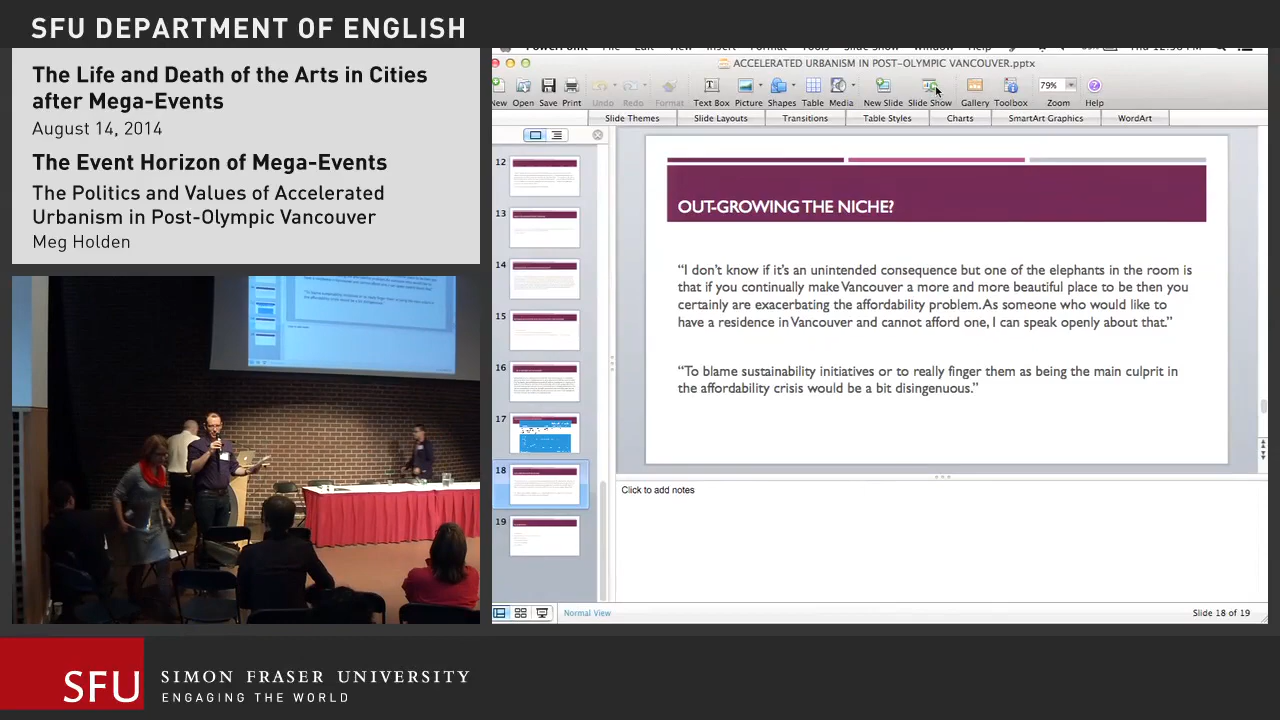 SFU DEPARTMENT OF ENGLISH
The Life and Death of the Arts in Cities
after Mega-Events
August 14, 2014
The Event Horizon of Mega-Events
The Politics and Values of Accelerated
Urbanism in Post-Olympic Vancouver
Meg Holden
ACCELERATED URBANISM IN POST-OLYMPIC VANCOUVER.pptx
New Open Save Print Undo Redo Format Text Box Picture Shapes Table Media New Slide Slide Show Gallery Toolbox 79% Zoom Help
Slide Themes Slide Layouts Transitions Table Styles Charts SmartArt Graphics WordArt
12
13
14
15
16
17
18
19
OUT-GROWING THE NICHE?
“I don’t know if it’s an unintended consequence but one of the elephants in the room is
that if you continually make Vancouver a more and more beautiful place to be then you
certainly are exacerbating the affordability problem. As someone who would like to
have a residence in Vancouver and cannot afford one, I can speak openly about that.”
“To blame sustainability initiatives or to really finger them as being the main culprit in
the affordability crisis would be a bit disingenuous.”
Click to add notes
Normal View
Slide 18 of 19
SFU
SIMON FRASER UNIVERSITY
ENGAGING THE WORLD